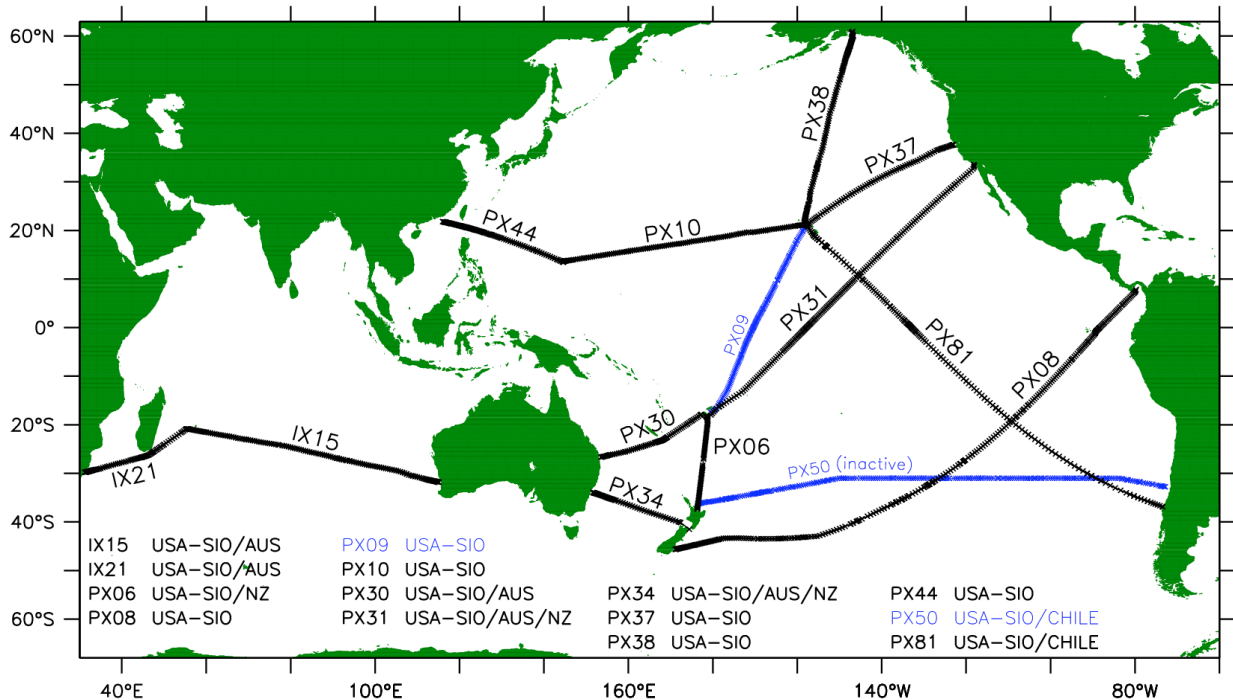 60°N
40°N
20°N
0°
20°S
40°S
60°S
PX38
PX37
PX44
PX10
PX31
PX09
PX81
PX08
PX30
PX06
IX15
IX21
PX34
PX50 (inactive)
IX15 USA-SIO/AUS
IX21 USA-SIO/AUS
PX06 USA-SIO/NZ
PX08 USA-SIO
PX09 USA-SIO
PX10 USA-SIO
PX30 USA-SIO/AUS
PX31 USA-SIO/AUS/NZ
PX34 USA-SIO/AUS/NZ
PX37 USA-SIO
PX38 USA-SIO
PX44 USA-SIO
PX50 USA-SIO/CHILE
PX81 USA-SIO/CHILE
40°E
100°E
160°E
140°W
80°W